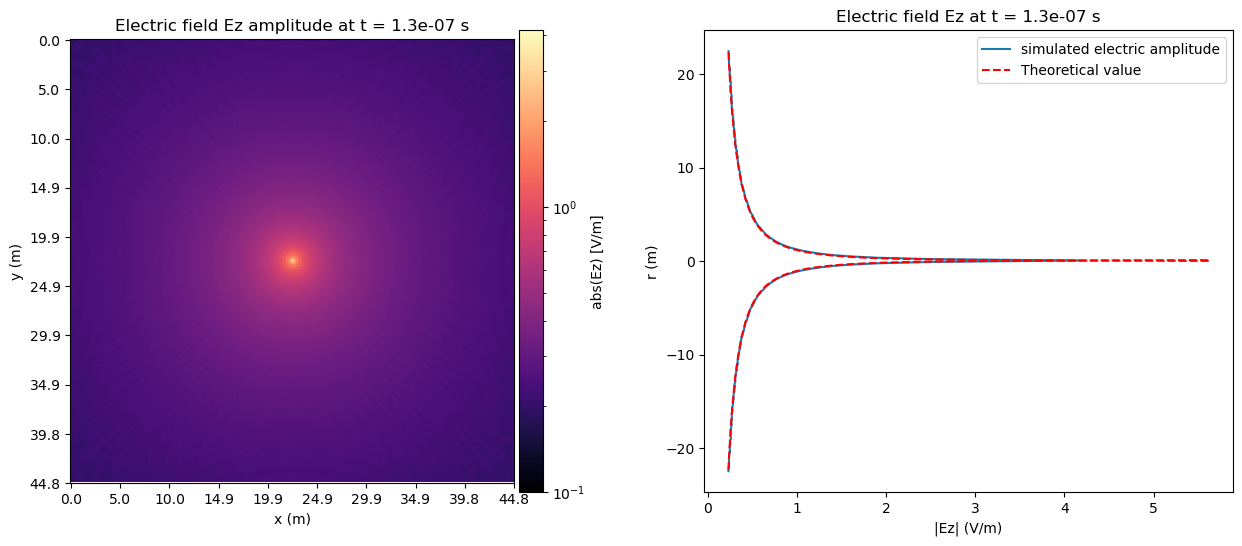 Electric field Ez amplitude at t = 1.3e-07 s
0.0
5.0
10.0
14.9
19.9
24.9
29.9
34.9
39.8
44.8
y (m)
0.0 5.0 10.0 14.9 19.9 24.9 29.9 34.9 39.8 44.8
x (m)
10⁰
10⁻¹
abs(Ez) [V/m]
Electric field Ez at t = 1.3e-07 s
simulated electric amplitude
Theoretical value
20
10
0
−10
−20
r (m)
0 1 2 3 4 5
|Ez| (V/m)